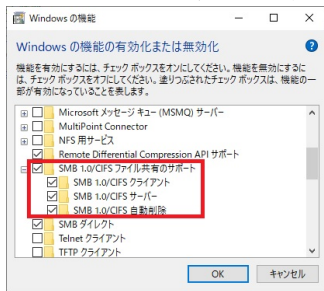 Windows の機能
Windows の機能の有効化または無効化
機能を有効にするには、チェック ボックスをオンにしてください。機能を無効にするに
は、チェック ボックスをオフにしてください。塗りつぶされたチェック ボックスは、機能の一
部が有効になっていることを表します。
Microsoft メッセージ キュー (MSMQ) サーバー
MultiPoint Connector
NFS 用サービス
Remote Differential Compression API サポート
SMB 1.0/CIFS ファイル共有のサポート
SMB 1.0/CIFS クライアント
SMB 1.0/CIFS サーバー
SMB 1.0/CIFS 自動削除
SMB ダイレクト
Telnet クライアント
TFTP クライアント
OK
キャンセル